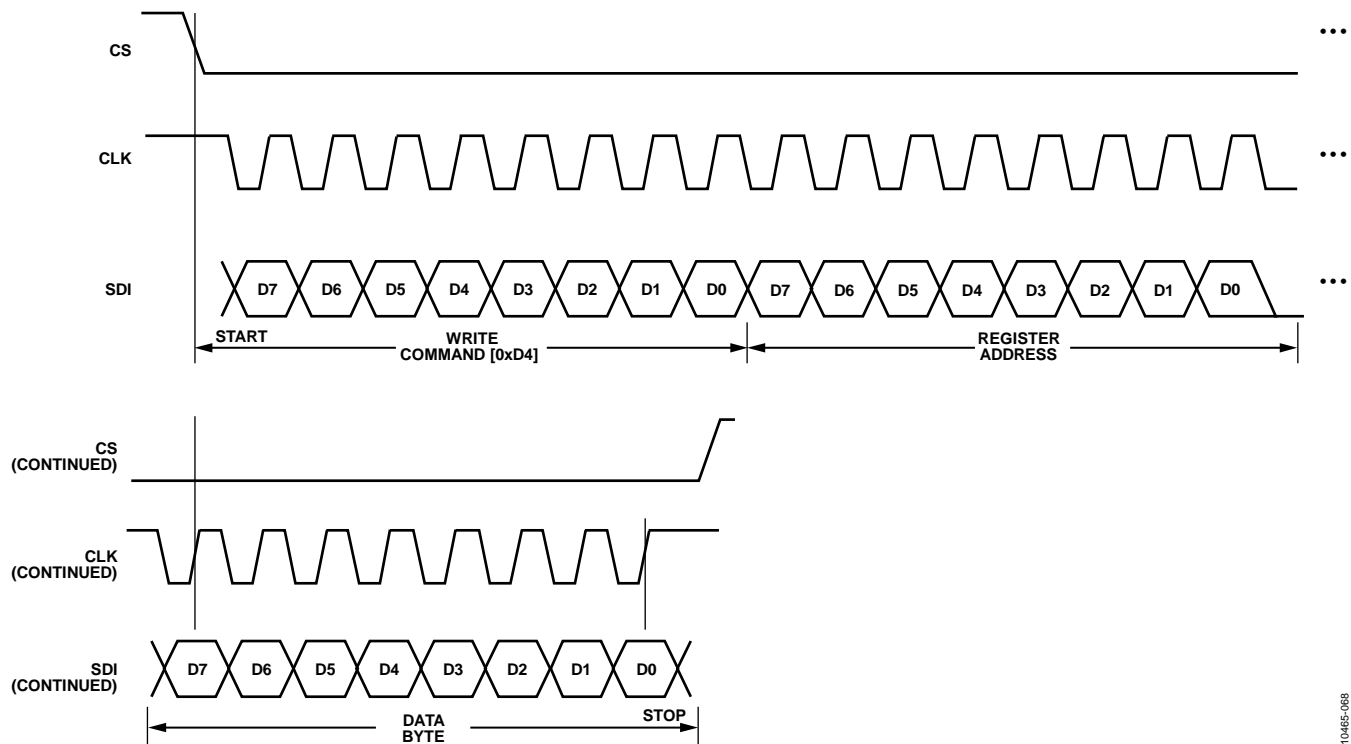 CS
...
CLK
...
SDI
D7 D6 D5 D4 D3 D2 D1 D0 D7 D6 D5 D4 D3 D2 D1 D0
...
START
WRITE
COMMAND [0xD4]
REGISTER
ADDRESS
CS
(CONTINUED)
CLK
(CONTINUED)
SDI
(CONTINUED)
D7 D6 D5 D4 D3 D2 D1 D0
STOP
DATA
BYTE
10465-068